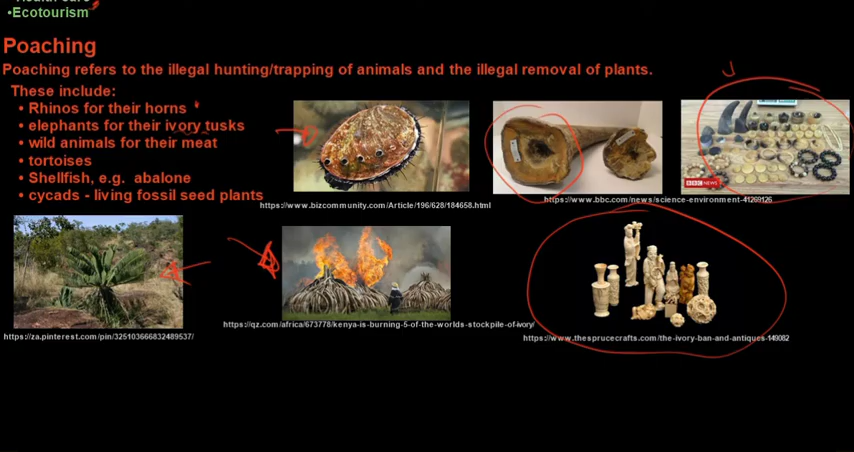 •Ecotourism
Poaching
Poaching refers to the illegal hunting/trapping of animals and the illegal removal of plants.
These include:
• Rhinos for their horns
• elephants for their ivory tusks
• wild animals for their meat
• tortoises
• Shellfish, e.g. abalone
• cycads - living fossil seed plants
https://www.bizcommunity.com/Article/196/628/184658.html
BBC NEWS
https://www.bbc.com/news/science-environment-41269126
https://qz.com/africa/673778/kenya-is-burning-5-of-the-worlds-stockpile-of-ivory/
https://za.pinterest.com/pin/325103666832489537/
https://www.thesprucecrafts.com/the-ivory-ban-and-antiques-149082